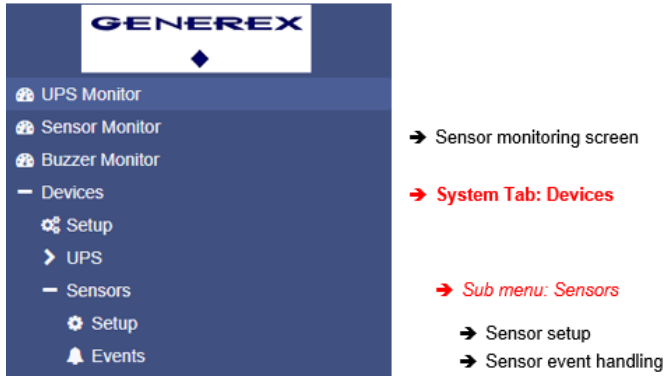 GENEREX
UPS Monitor
Sensor Monitor
➔ Sensor monitoring screen
Buzzer Monitor
Devices
➔ System Tab: Devices
Setup
UPS
Sensors
➔ Sub menu: Sensors
Setup
➔ Sensor setup
Events
➔ Sensor event handling